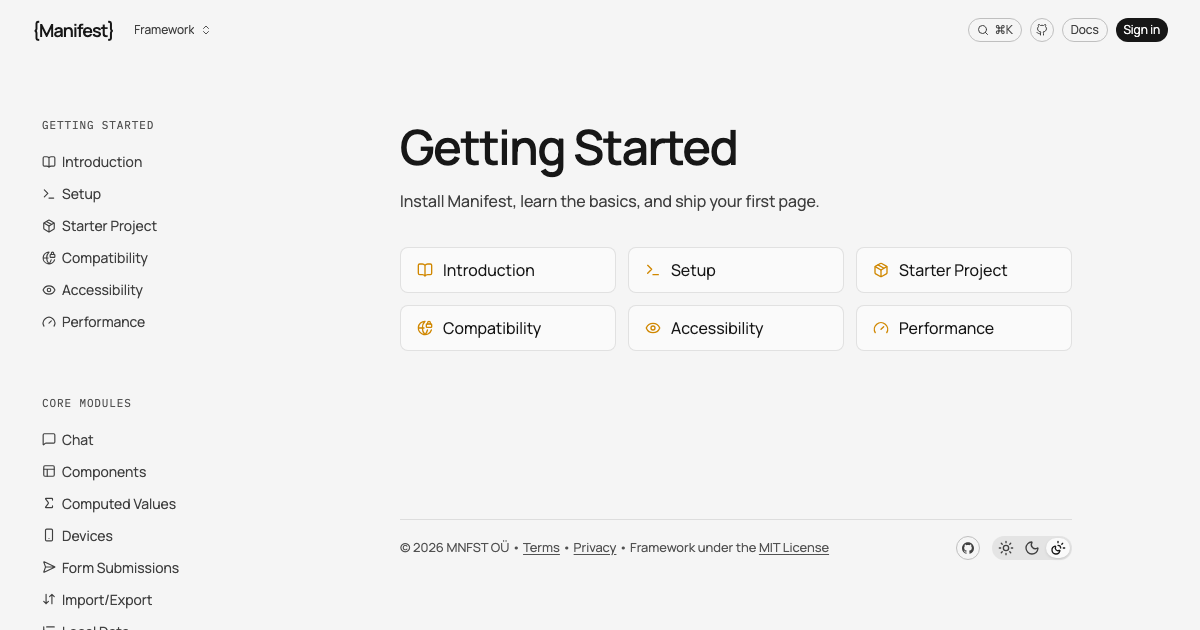 {Manifest}
Framework
⌘K
Docs
Sign in
GETTING STARTED
Introduction
Setup
Starter Project
Compatibility
Accessibility
Performance
CORE MODULES
Chat
Components
Computed Values
Devices
Form Submissions
Import/Export
Local Data
Getting Started
Install Manifest, learn the basics, and ship your first page.
Introduction
Setup
Starter Project
Compatibility
Accessibility
Performance
© 2026 MNFST OÜ • Terms • Privacy • Framework under the MIT License